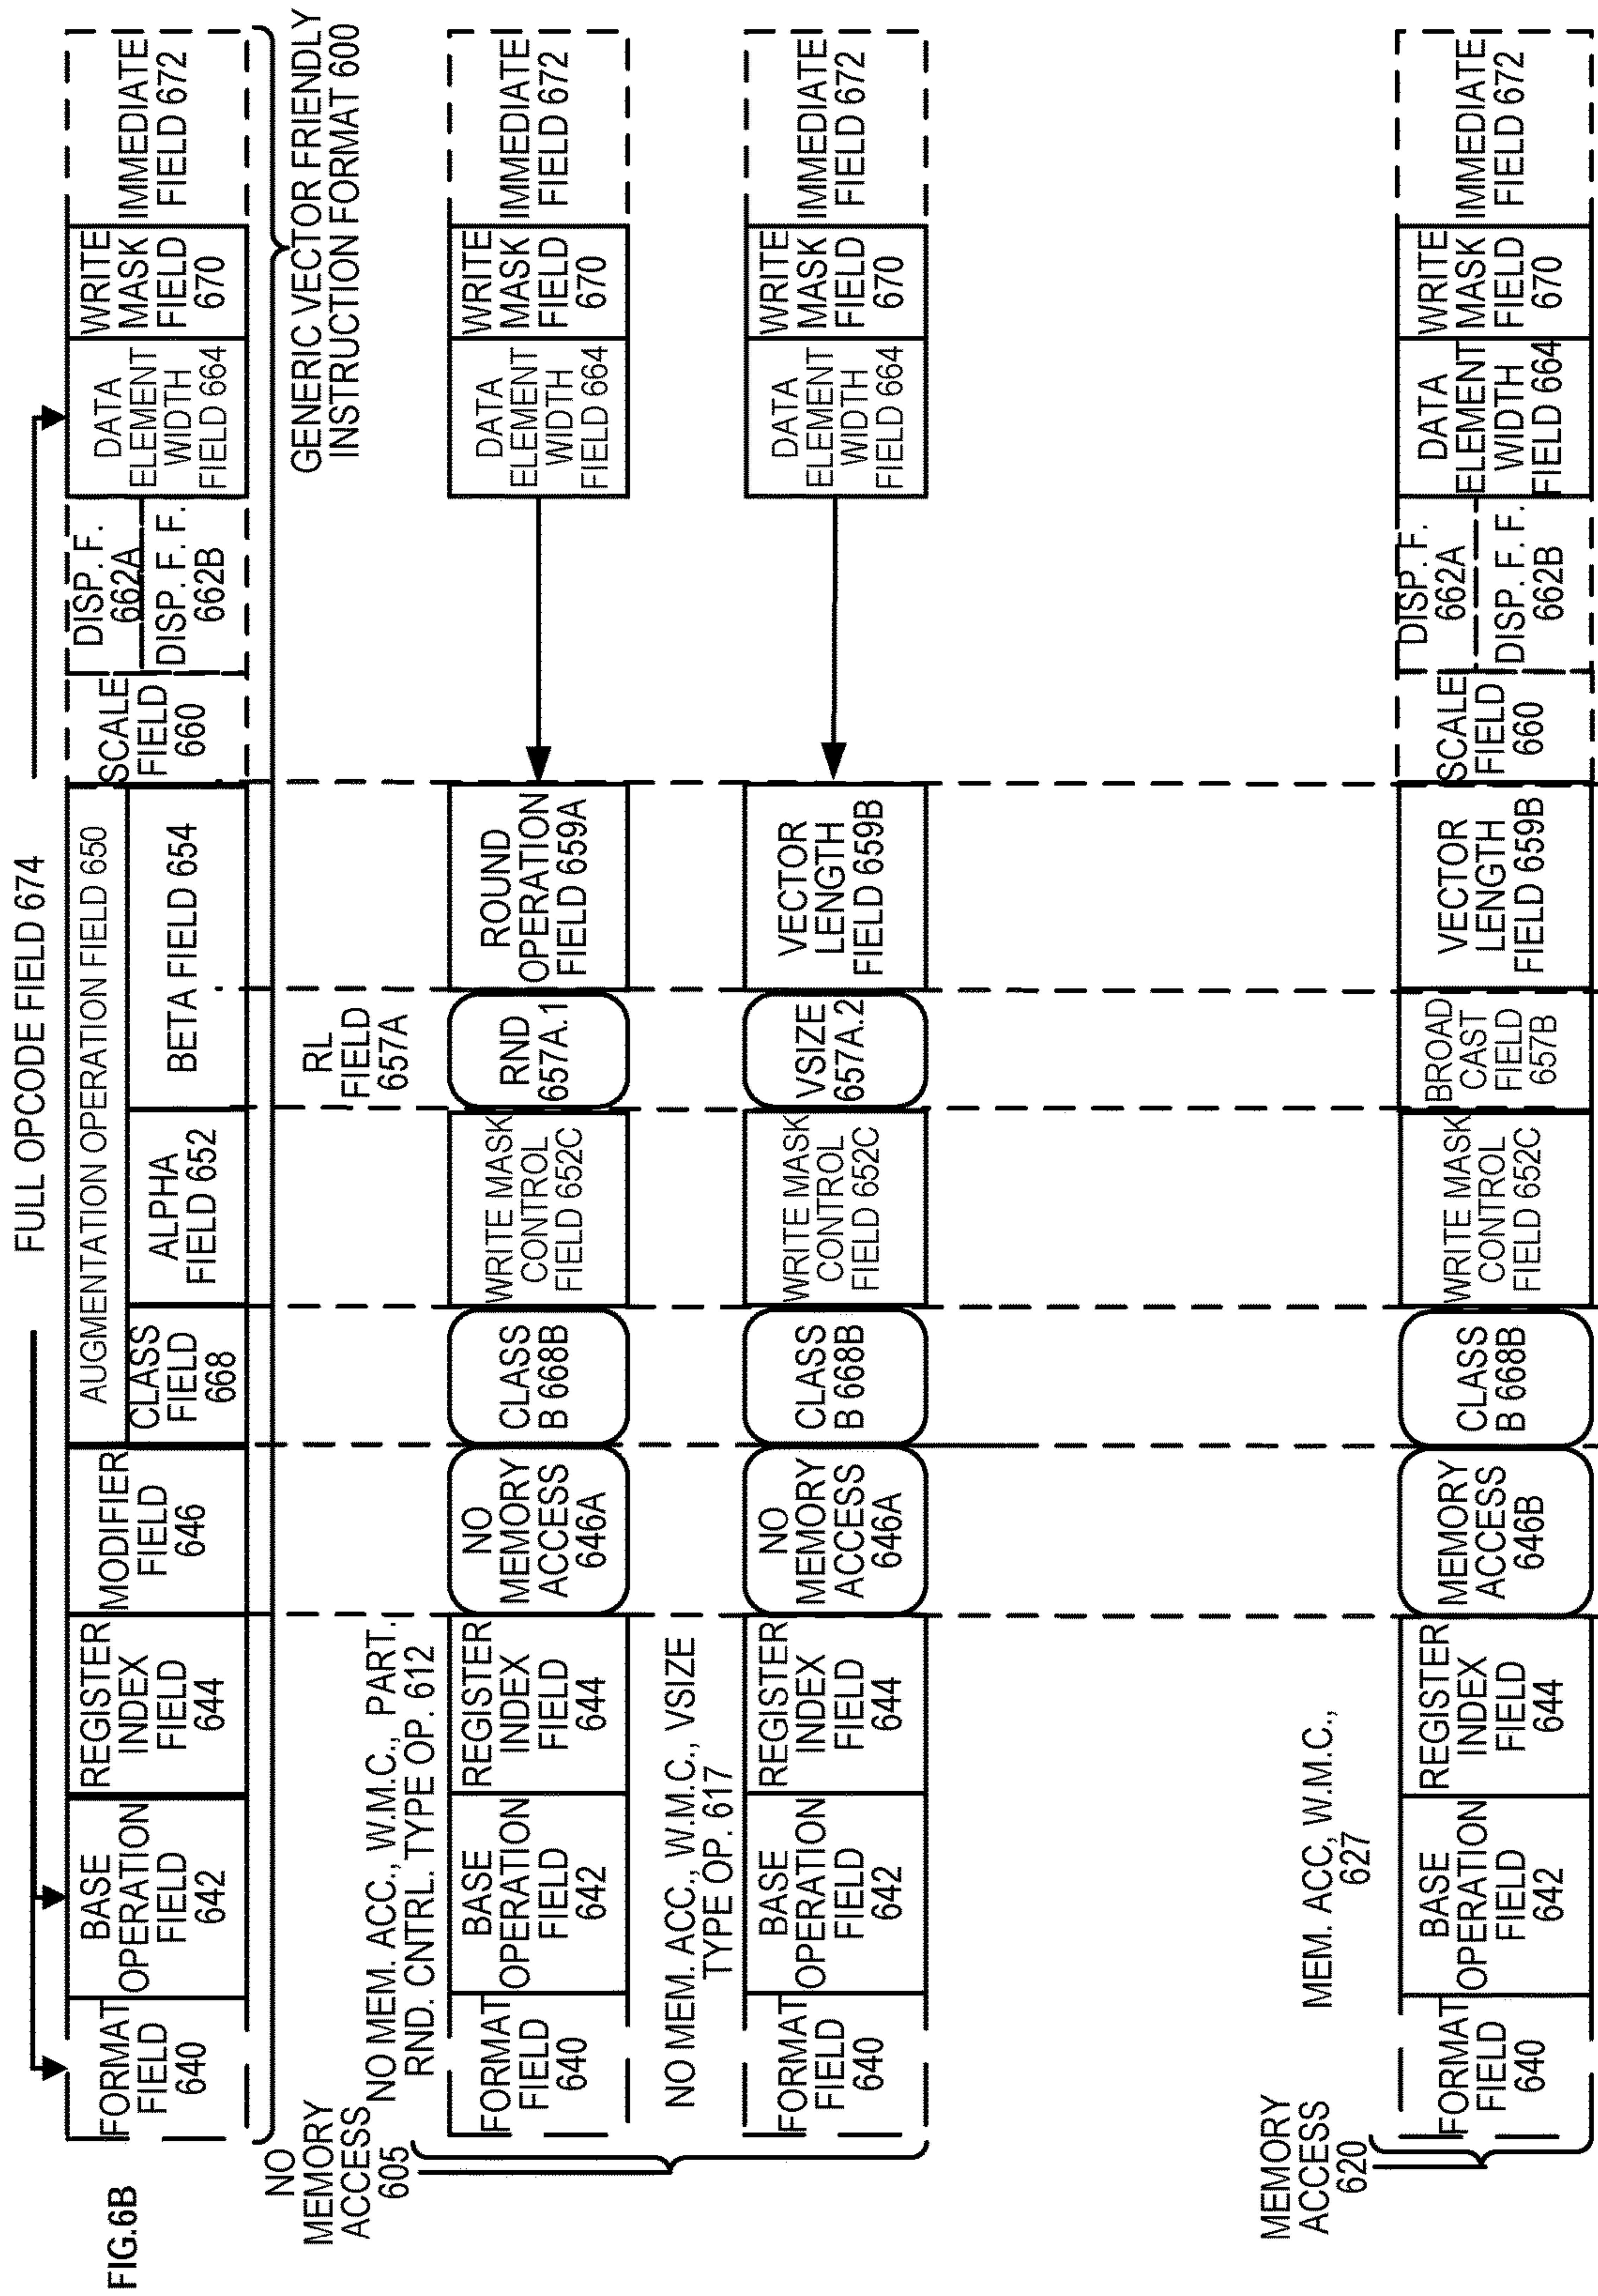 FIG.6B
FULL OPCODE FIELD 674
FORMAT
FIELD
640
BASE
OPERATION
FIELD
642
REGISTER
INDEX
FIELD
644
MODIFIER
FIELD
646
AUGMENTATION OPERATION FIELD 650
CLASS
FIELD
668
ALPHA
FIELD 652
BETA FIELD 654
SCALE
FIELD
660
DISP. F.
662A
DISP. F. F.
662B
DATA
ELEMENT
WIDTH
FIELD 664
WRITE
MASK
FIELD
670
IMMEDIATE
FIELD 672
GENERIC VECTOR FRIENDLY
INSTRUCTION FORMAT 600
NO
MEMORY
ACCESS
605
NO MEM. ACC., W.M.C., PART.
RND. CNTRL. TYPE OP. 612
RL
FIELD
657A
FORMAT
FIELD
640
BASE
OPERATION
FIELD
642
REGISTER
INDEX
FIELD
644
NO
MEMORY
ACCESS
646A
CLASS
B 668B
WRITE MASK
CONTROL
FIELD 652C
RND
657A.1
ROUND
OPERATION
FIELD 659A
DATA
ELEMENT
WIDTH
FIELD 664
WRITE
MASK
FIELD
670
IMMEDIATE
FIELD 672
NO MEM. ACC., W.M.C., VSIZE
TYPE OP. 617
FORMAT
FIELD
640
BASE
OPERATION
FIELD
642
REGISTER
INDEX
FIELD
644
NO
MEMORY
ACCESS
646A
CLASS
B 668B
WRITE MASK
CONTROL
FIELD 652C
VSIZE
657A.2
VECTOR
LENGTH
FIELD 659B
DATA
ELEMENT
WIDTH
FIELD 664
WRITE
MASK
FIELD
670
IMMEDIATE
FIELD 672
MEMORY
ACCESS
620
MEM. ACC, W.M.C.,
627
FORMAT
FIELD
640
BASE
OPERATION
FIELD
642
REGISTER
INDEX
FIELD
644
MEMORY
ACCESS
646B
CLASS
B 668B
WRITE MASK
CONTROL
FIELD 652C
BROAD
CAST
FIELD
657B
VECTOR
LENGTH
FIELD 659B
SCALE
FIELD
660
DISP. F.
662A
DISP. F. F.
662B
DATA
ELEMENT
WIDTH
FIELD 664
WRITE
MASK
FIELD
670
IMMEDIATE
FIELD 672